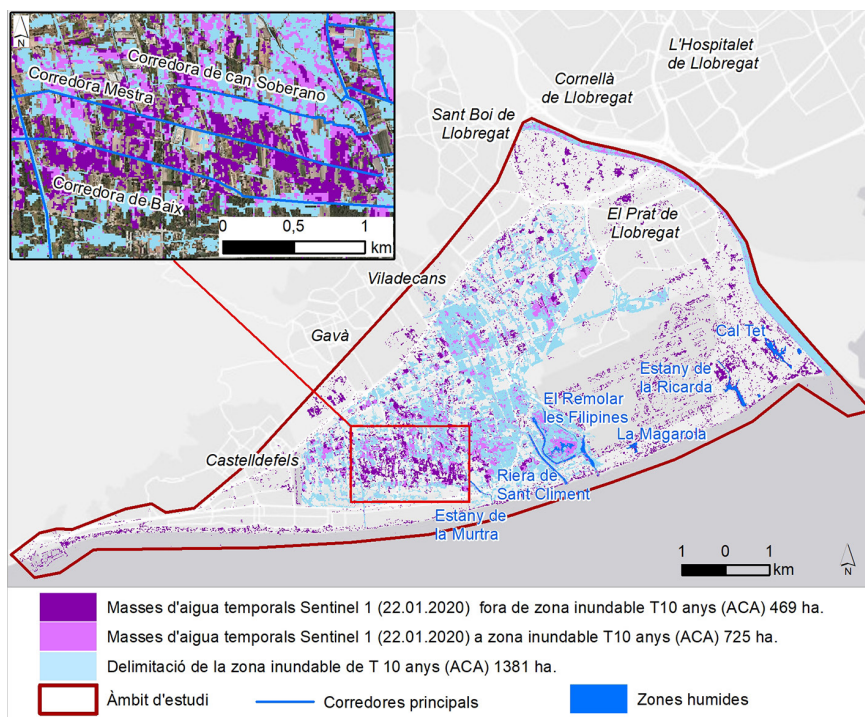 N
Corredora de can Soberano
Corredora Mestra
Corredora de Baix
0 0,5 1
km
L'Hospitalet
de Llobregat
Cornellà
de Llobregat
Sant Boi de
Llobregat
El Prat de
Llobregat
Viladecans
Gavà
Castelldefels
Cal Tet
Estany de
la Ricarda
El Remolar
les Filipines
La Magarola
Riera de
Sant Climent
Estany de
la Murtra
1 0 1
km
N
Masses d'aigua temporals Sentinel 1 (22.01.2020) fora de zona inundable T10 anys (ACA) 469 ha.
Masses d'aigua temporals Sentinel 1 (22.01.2020) a zona inundable T10 anys (ACA) 725 ha.
Delimitació de la zona inundable de T 10 anys (ACA) 1381 ha.
Àmbit d'estudi Corredores principals Zones humides